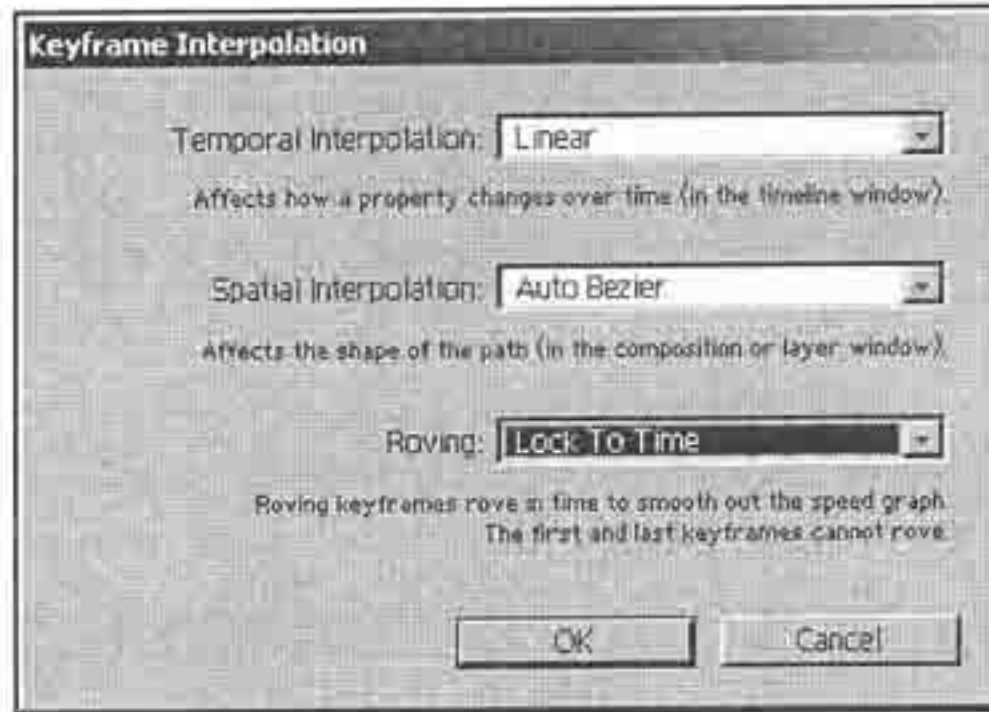 Keyframe Interpolation
Temporal Interpolation: Linear
Affects how a property changes over time (in the timeline window).
Spatial Interpolation: Auto Bezier
Affects the shape of the path (in the composition or layer window).
Roving: Lock To Time
Roving keyframes rove in time to smooth out the speed graph.
The first and last keyframes cannot rove.
OK Cancel